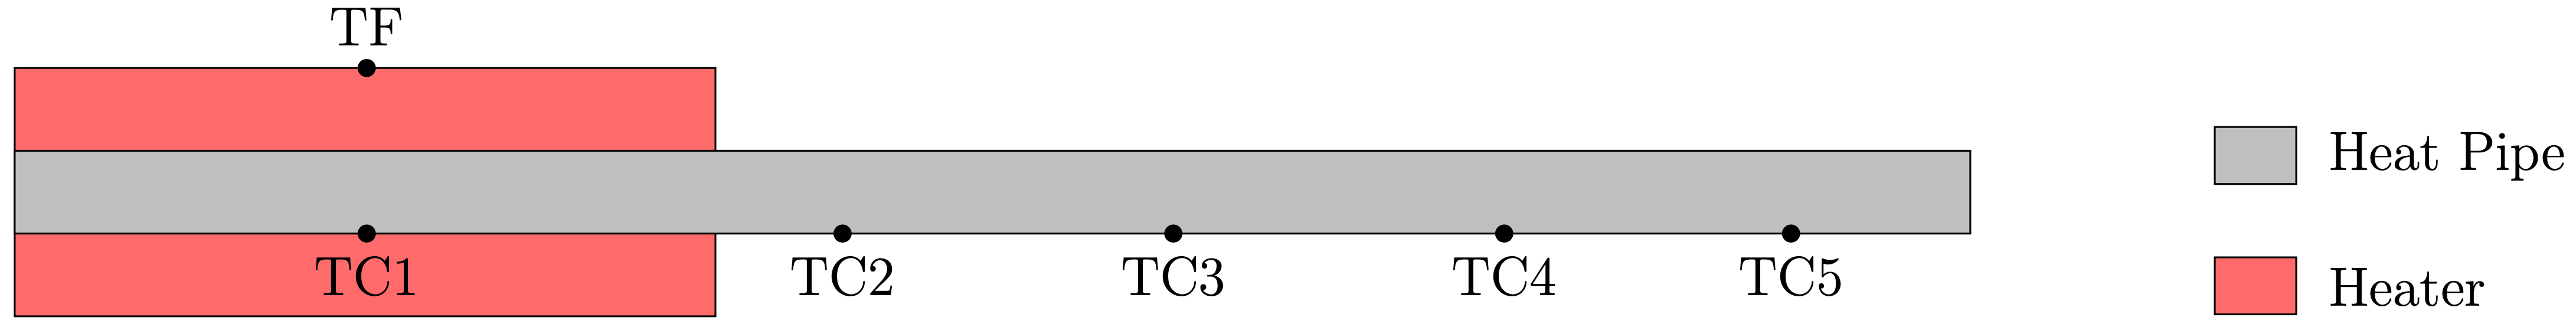 TF
TC1
TC2
TC3
TC4
TC5
Heat Pipe
Heater